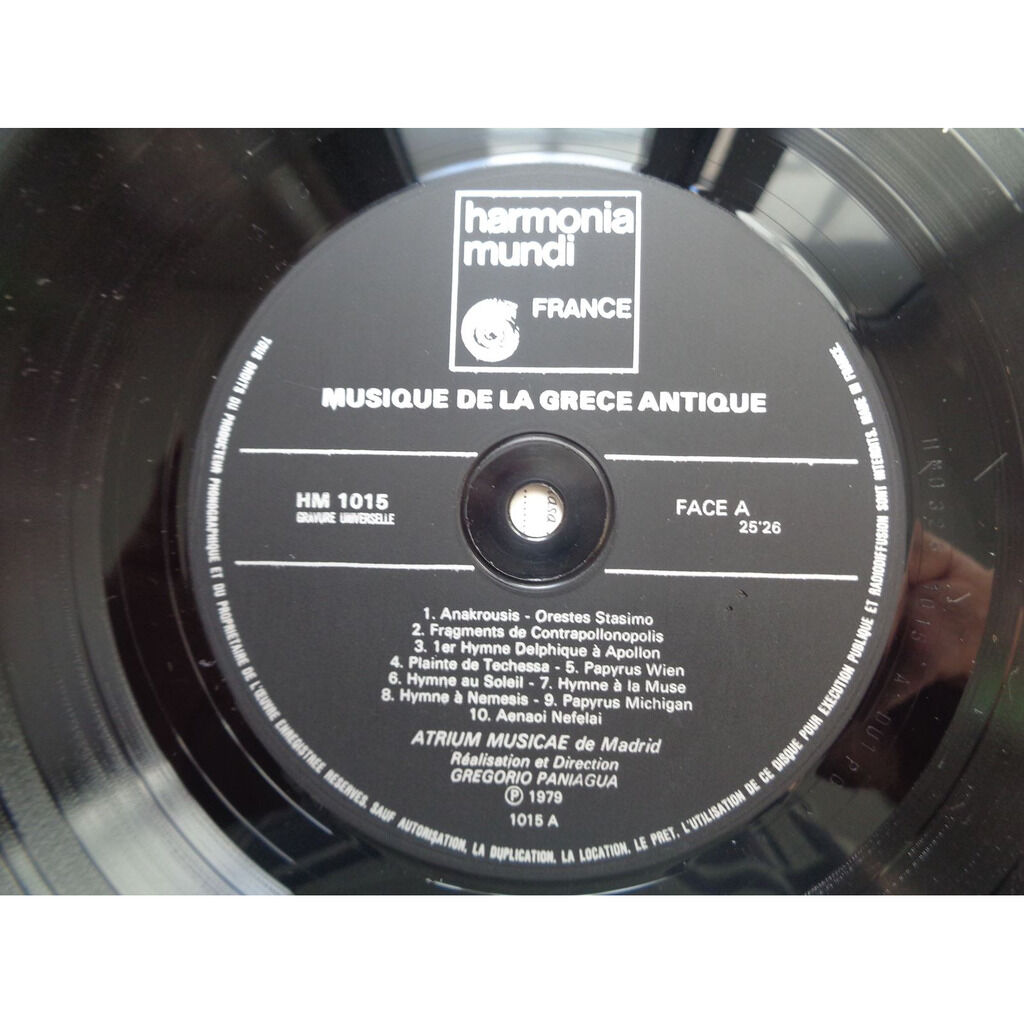 harmonia
mundi
FRANCE
MUSIQUE DE LA GRECE ANTIQUE
HM 1015
GRAVURE UNIVERSELLE
FACE A
25'26
1. Anakrousis - Orestes Stasimo
2. Fragments de Contrapollonopolis
3. 1er Hymne Delphique à Apollon
4. Plainte de Techessa - 5. Papyrus Wien
6. Hymne au Soleil - 7. Hymne à la Muse
8. Hymne à Nemesis - 9. Papyrus Michigan
10. Aenaoi Nefelai
ATRIUM MUSICAE de Madrid
Réalisation et Direction
GREGORIO PANIAGUA
Ⓟ 1979
1015 A
TOUS DROITS DU PRODUCTEUR PHONOGRAPHIQUE ET DU PROPRIETAIRE DE L'ŒUVRE ENREGISTREE RESERVES. SAUF AUTORISATION, LA DUPLICATION, LA LOCATION, LE PRET, L'UTILISATION DE CE DISQUE POUR EXECUTION PUBLIQUE ET RADIODIFFUSION SONT INTERDITS. MADE IN FRANCE.